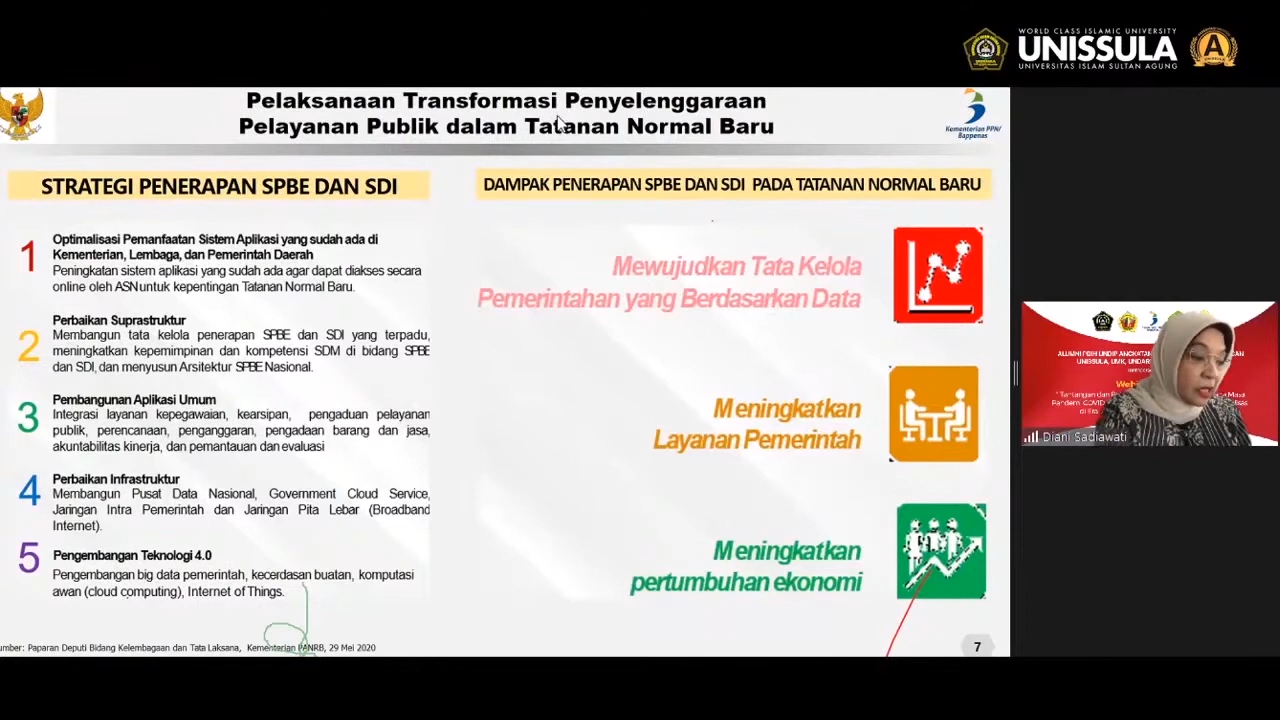 WORLD CLASS ISLAMIC UNIVERSITY
UNISSULA
UNIVERSITAS ISLAM SULTAN AGUNG
A
Pelaksanaan Transformasi Penyelenggaraan
Pelayanan Publik dalam Tatanan Normal Baru
Kementerian PPN/
Bappenas
STRATEGI PENERAPAN SPBE DAN SDI
1
Optimalisasi Pemanfaatan Sistem Aplikasi yang sudah ada di
Kementerian, Lembaga, dan Pemerintah Daerah
Peningkatan sistem aplikasi yang sudah ada agar dapat diakses secara
online oleh ASN untuk kepentingan Tatanan Normal Baru.
2
Perbaikan Suprastruktur
Membangun tata kelola penerapan SPBE dan SDI yang terpadu,
meningkatkan kepemimpinan dan kompetensi SDM di bidang SPBE
dan SDI, dan menyusun Arsitektur SPBE Nasional.
3
Pembangunan Aplikasi Umum
Integrasi layanan kepegawaian, kearsipan, pengaduan pelayanan
publik, perencanaan, penganggaran, pengadaan barang dan jasa,
akuntabilitas kinerja, dan pemantauan dan evaluasi
4
Perbaikan Infrastruktur
Membangun Pusat Data Nasional, Government Cloud Service,
Jaringan Intra Pemerintah dan Jaringan Pita Lebar (Broadband
Internet).
5
Pengembangan Teknologi 4.0
Pengembangan big data pemerintah, kecerdasan buatan, komputasi
awan (cloud computing), Internet of Things.
umber: Paparan Deputi Bidang Kelembagaan dan Tata Laksana, Kementerian PANRB, 29 Mei 2020
DAMPAK PENERAPAN SPBE DAN SDI PADA TATANAN NORMAL BARU
Mewujudkan Tata Kelola
Pemerintahan yang Berdasarkan Data
Meningkatkan
Layanan Pemerintah
Meningkatkan
pertumbuhan ekonomi
7
ALUMNI PDIH UNDIP ANGKATAN
UNISSULA, UMK, UNDAR
Diani Sadiawati